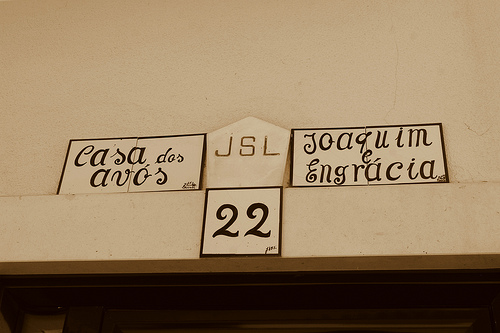 Casa dos
avós
JSL
Joaquim
e
Engrácia
22